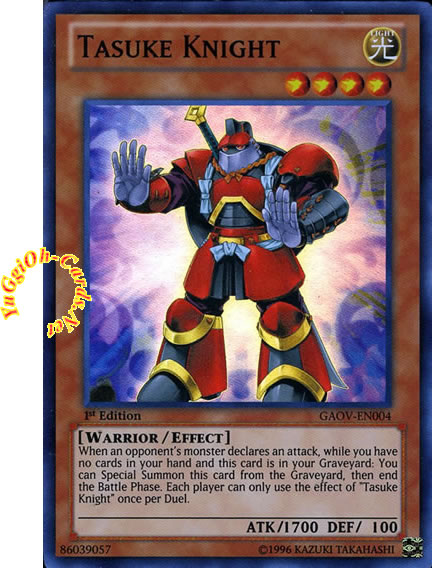 TASUKE KNIGHT
LIGHT
光
YuGgiOh-Cards.Net
1st Edition
GAOV-EN004
[WARRIOR / EFFECT]
When an opponent's monster declares an attack, while you have
no cards in your hand and this card is in your Graveyard: You
can Special Summon this card from the Graveyard, then end
the Battle Phase. Each player can only use the effect of "Tasuke
Knight" once per Duel.
ATK/1700 DEF/ 100
86039057
©1996 KAZUKI TAKAHASHI